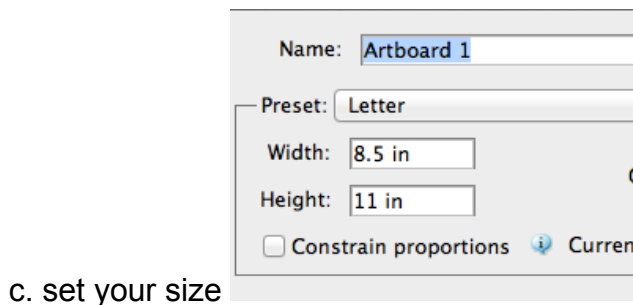 Name: Artboard 1
Preset: Letter
Width: 8.5 in
Height: 11 in
Constrain proportions
c. set your size